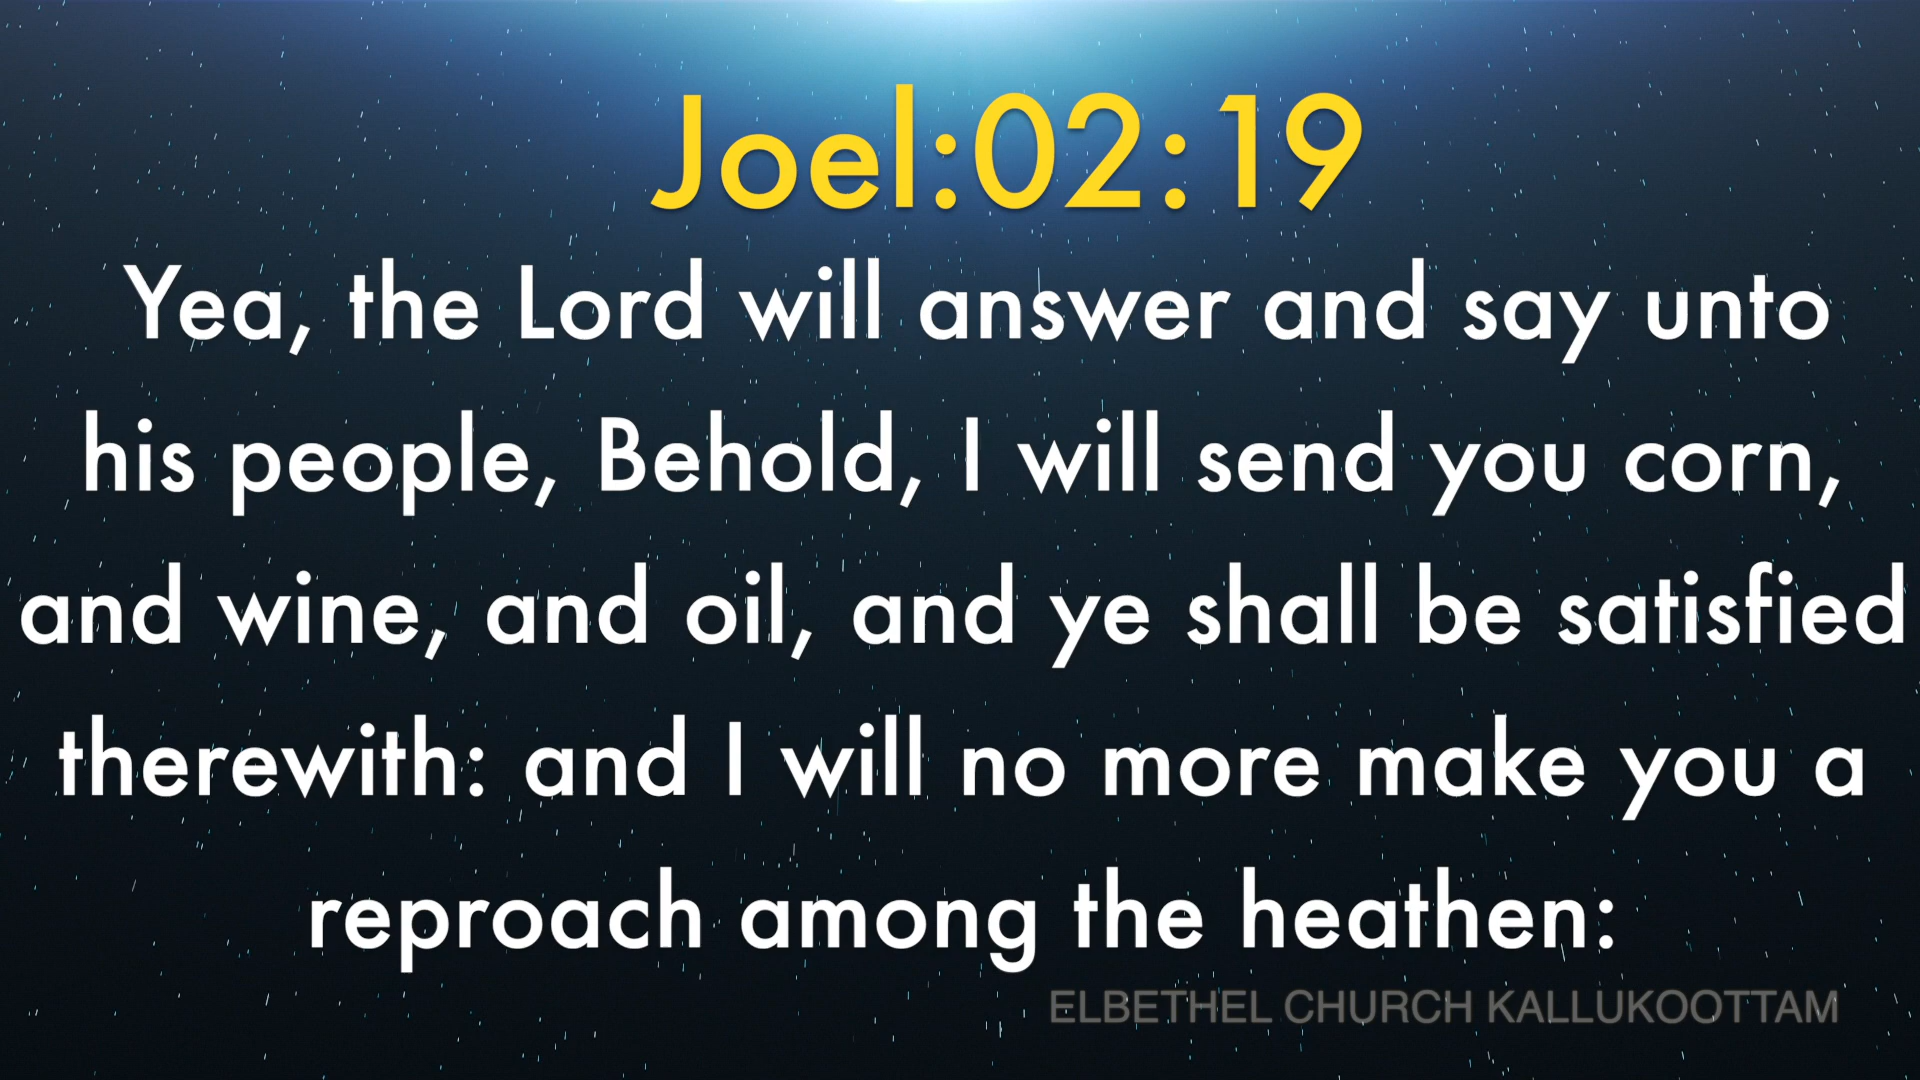 Joel:02:19
Yea, the Lord will answer and say unto
his people, Behold, I will send you corn,
and wine, and oil, and ye shall be satisfied
therewith: and I will no more make you a
reproach among the heathen:
ELBETHEL CHURCH KALLUKOOTTAM